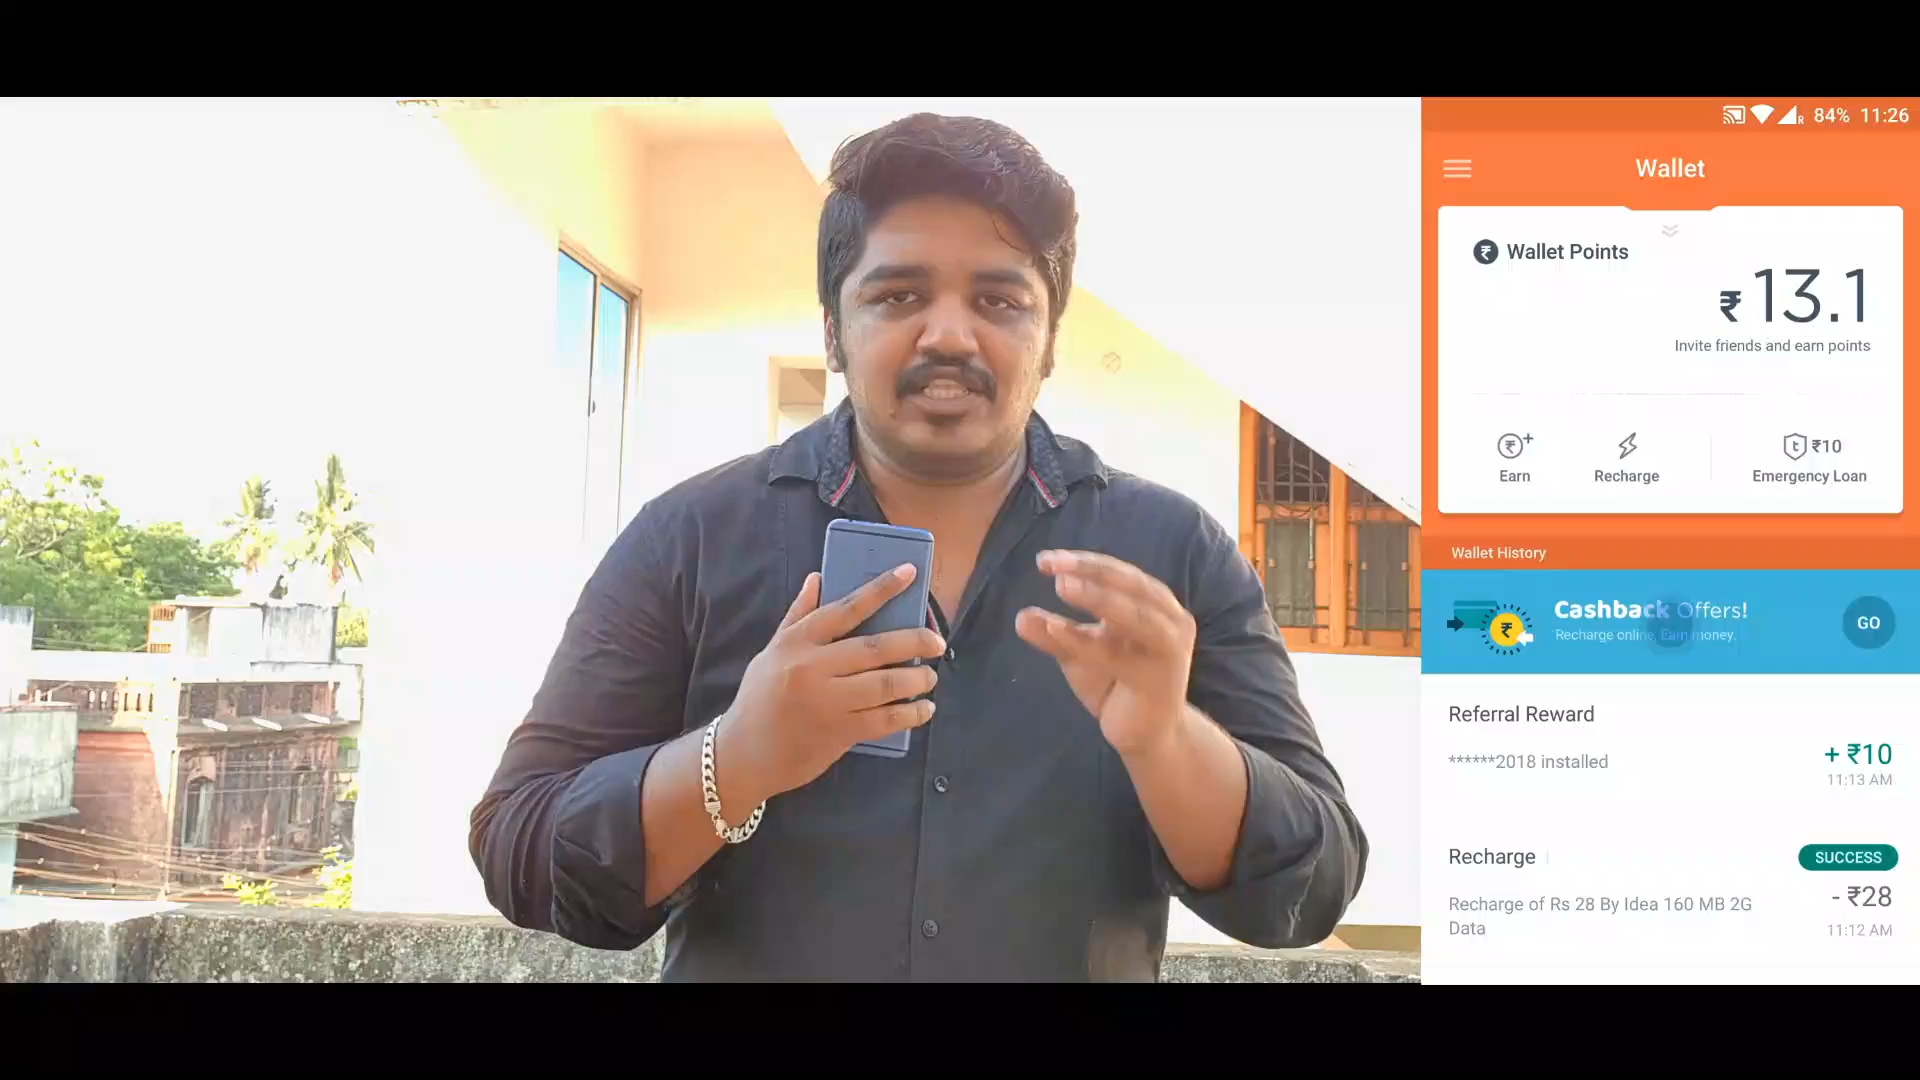 84% 11:26
Wallet
₹ Wallet Points
₹13.1
Invite friends and earn points
Earn
Recharge
₹10
Emergency Loan
Wallet History
Cashback Offers!
Recharge online, Earn money.
GO
Referral Reward
******2018 installed
+ ₹10
11:13 AM
Recharge
SUCCESS
Recharge of Rs 28 By Idea 160 MB 2G
Data
- ₹28
11:12 AM